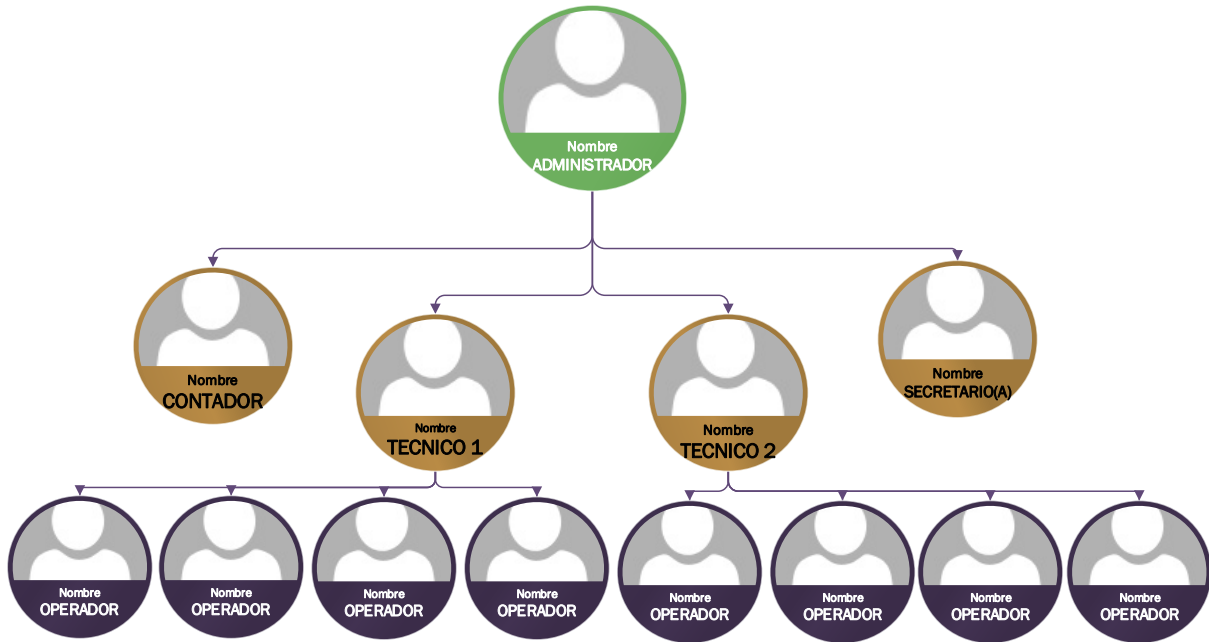 Nombre
ADMINISTRADOR
Nombre
CONTADOR
Nombre
TECNICO 1
Nombre
TECNICO 2
Nombre
SECRETARIO(A)
Nombre
OPERADOR
Nombre
OPERADOR
Nombre
OPERADOR
Nombre
OPERADOR
Nombre
OPERADOR
Nombre
OPERADOR
Nombre
OPERADOR
Nombre
OPERADOR